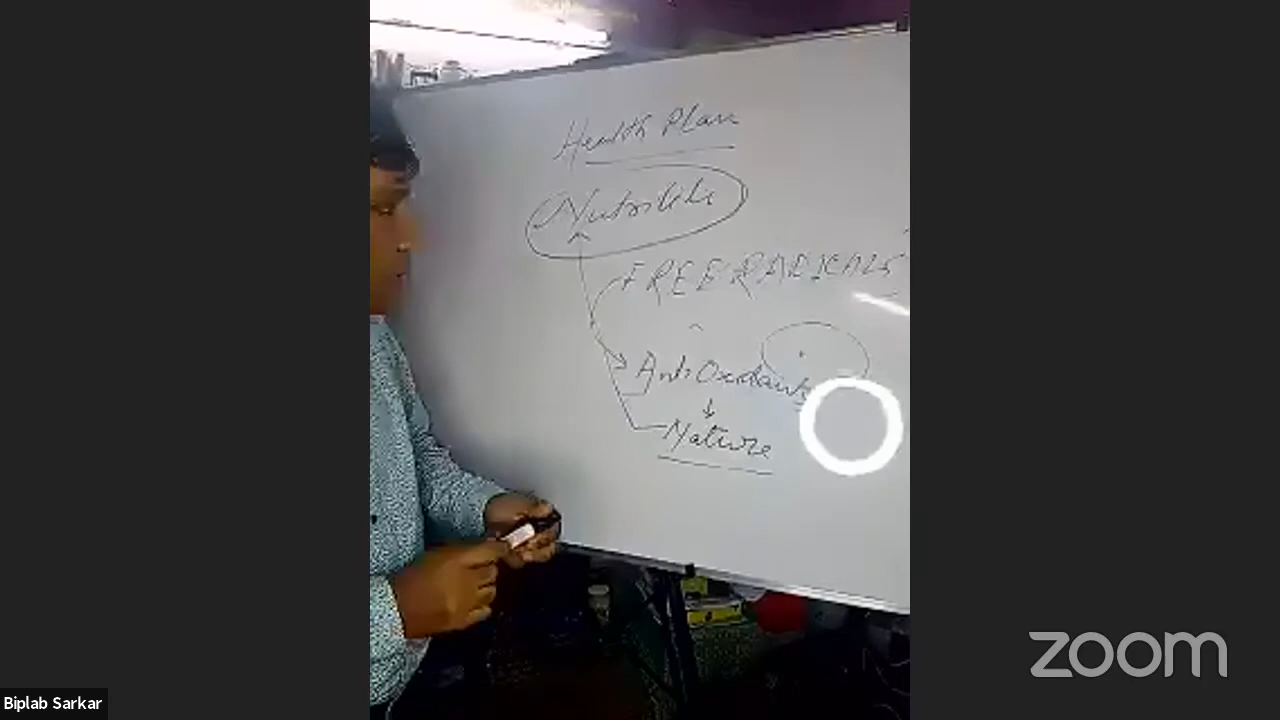 Health Plan
Nutrilite
FREE RADICALS
Anti Oxidants
Nature
zoom
Biplab Sarkar